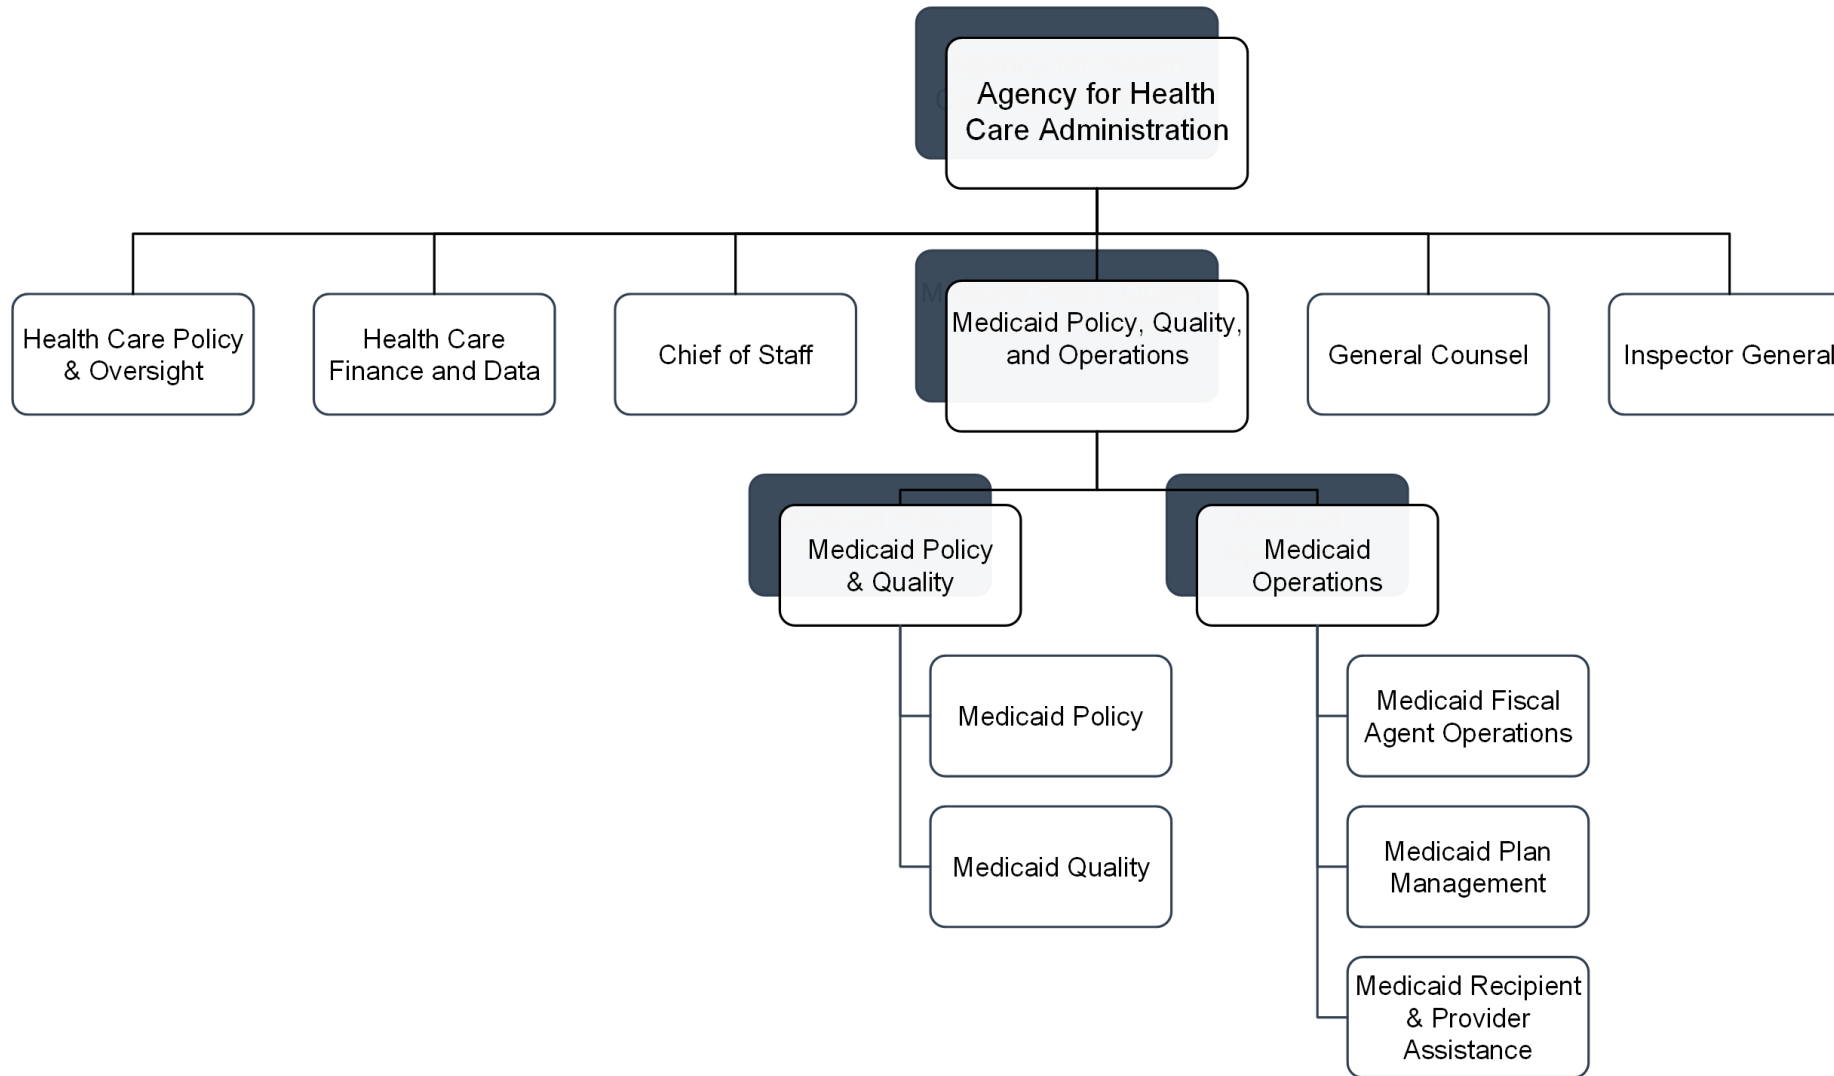 Agency for Health
Care Administration
Health Care Policy
& Oversight
Health Care
Finance and Data
Chief of Staff
Medicaid Policy, Quality,
and Operations
General Counsel
Inspector General
Medicaid Policy
& Quality
Medicaid
Operations
Medicaid Policy
Medicaid Quality
Medicaid Fiscal
Agent Operations
Medicaid Plan
Management
Medicaid Recipient
& Provider
Assistance